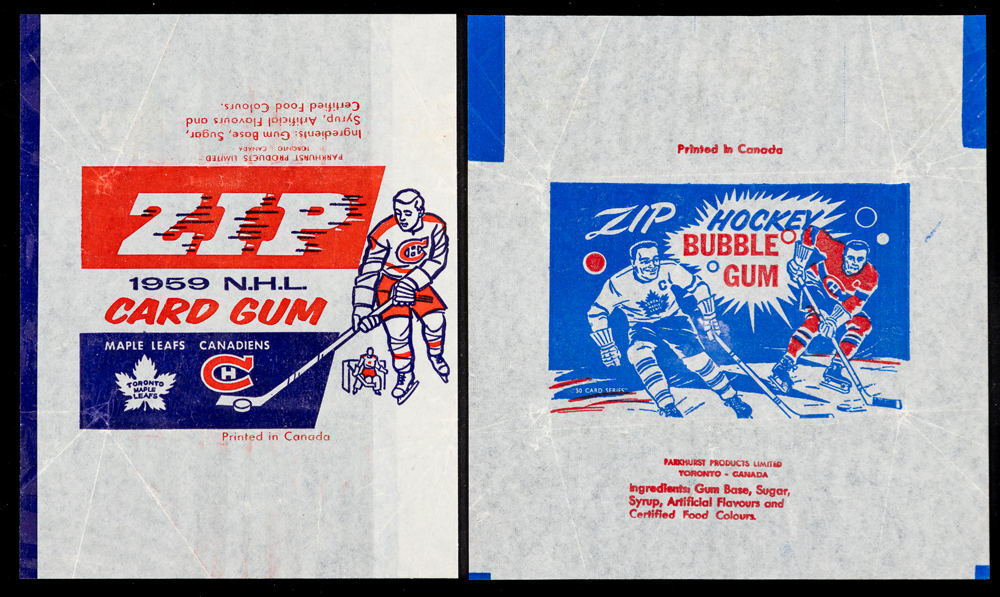 Certified Food Colours.
Syrup, Artificial Flavours and
Ingredients: Gum Base, Sugar,
TORONTO CANADA
PARKHURST PRODUCTS LIMITED
ZIP
1959 N.H.L.
CARD GUM
MAPLE LEAFS CANADIENS
TORONTO
MAPLE
LEAFS
CH
CH
Printed in Canada
Printed In Canada
ZIP HOCKEY
BUBBLE
GUM
C
50 CARD SERIES
PARKHURST PRODUCTS LIMITED
TORONTO - CANADA
Ingredients: Gum Base, Sugar,
Syrup, Artificial Flavours and
Certified Food Colours.